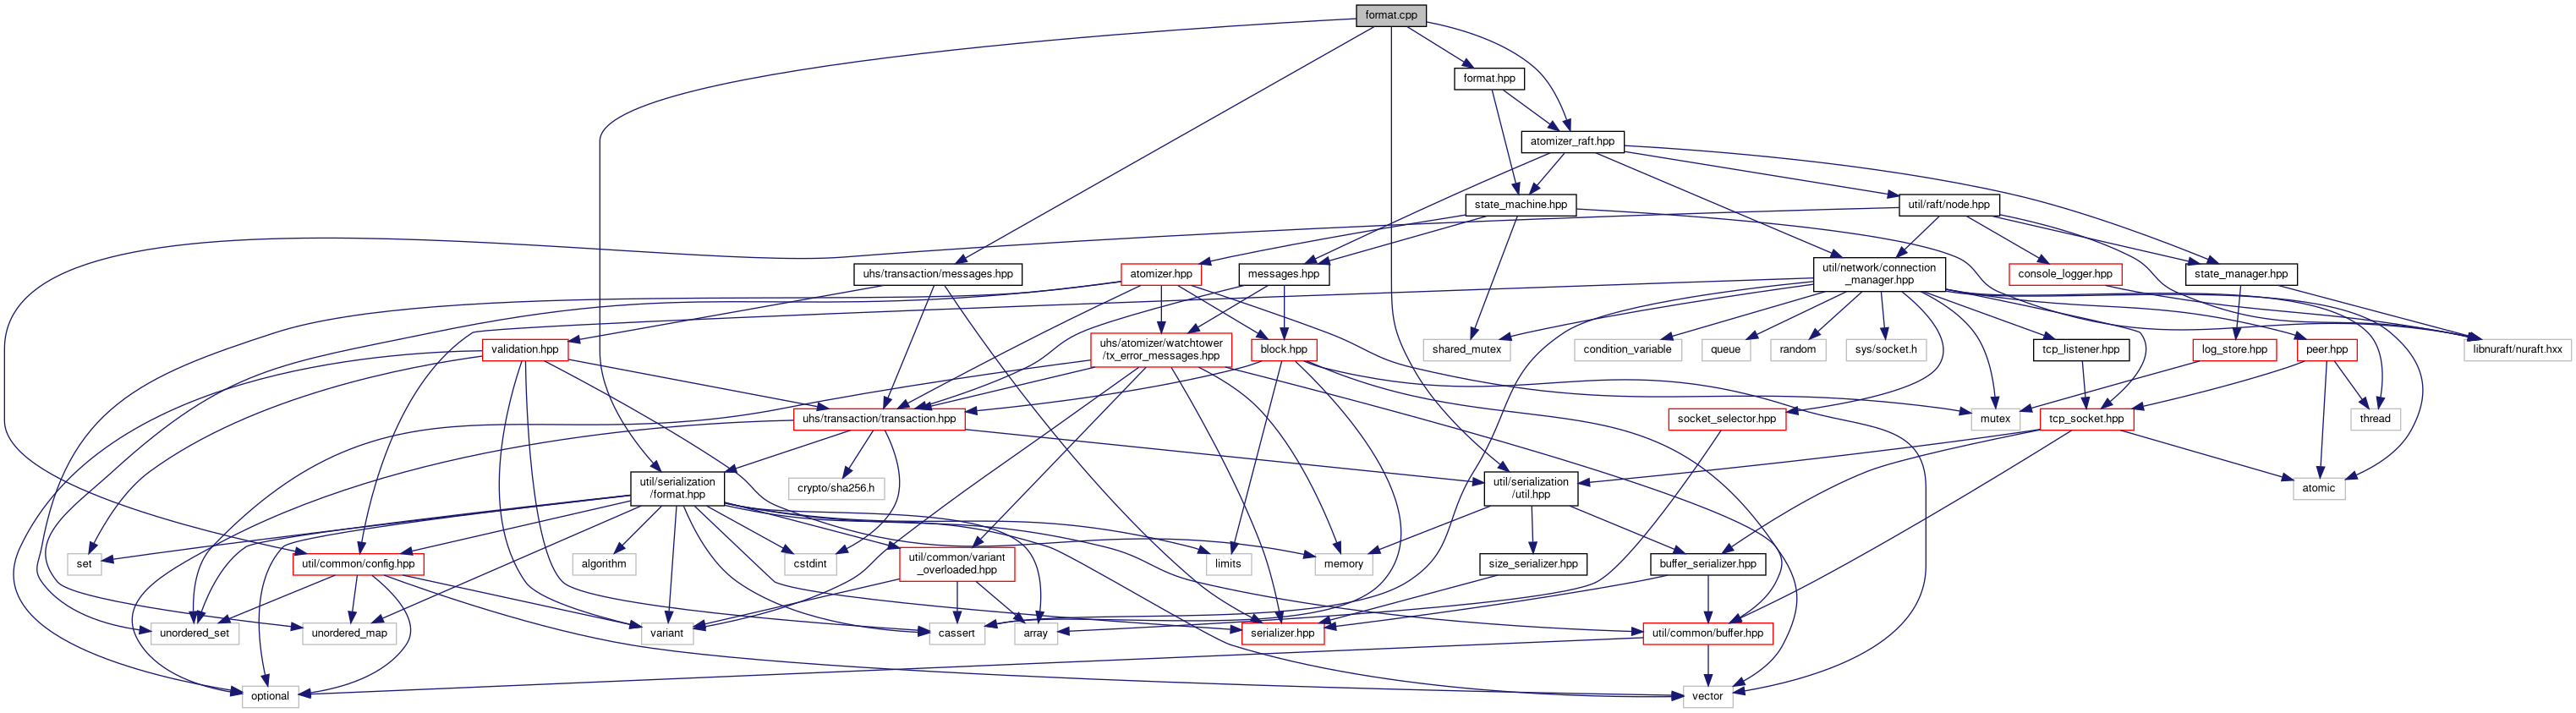 format.cpp
format.hpp
atomizer_raft.hpp
state_machine.hpp
util/raft/node.hpp
uhs/transaction/messages.hpp
atomizer.hpp
messages.hpp
util/network/connection
_manager.hpp
console_logger.hpp
state_manager.hpp
validation.hpp
uhs/atomizer/watchtower
/tx_error_messages.hpp
block.hpp
shared_mutex
condition_variable
queue
random
sys/socket.h
tcp_listener.hpp
log_store.hpp
peer.hpp
libnuraft/nuraft.hxx
uhs/transaction/transaction.hpp
socket_selector.hpp
mutex
tcp_socket.hpp
thread
util/serialization
/format.hpp
crypto/sha256.h
util/serialization
/util.hpp
atomic
set
util/common/config.hpp
algorithm
cstdint
util/common/variant
_overloaded.hpp
limits
memory
size_serializer.hpp
buffer_serializer.hpp
unordered_set
unordered_map
variant
cassert
array
serializer.hpp
util/common/buffer.hpp
optional
vector